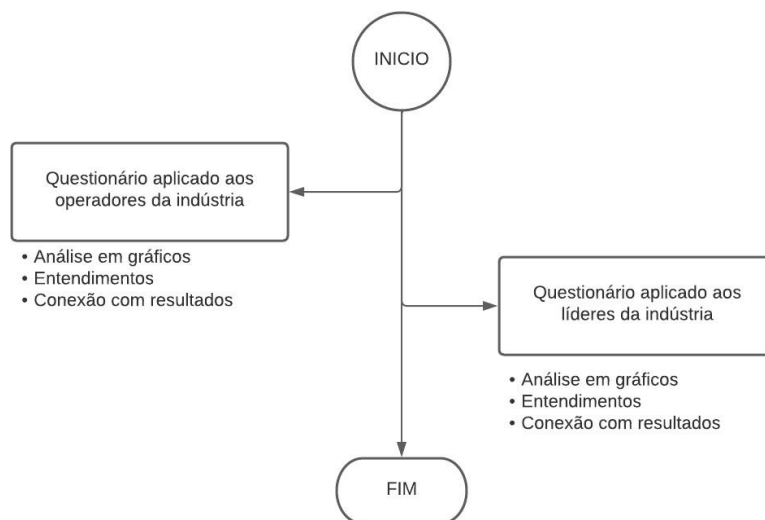 INICIO
Questionário aplicado aos
operadores da indústria
• Análise em gráficos
• Entendimentos
• Conexão com resultados
Questionário aplicado aos
líderes da indústria
• Análise em gráficos
• Entendimentos
• Conexão com resultados
FIM